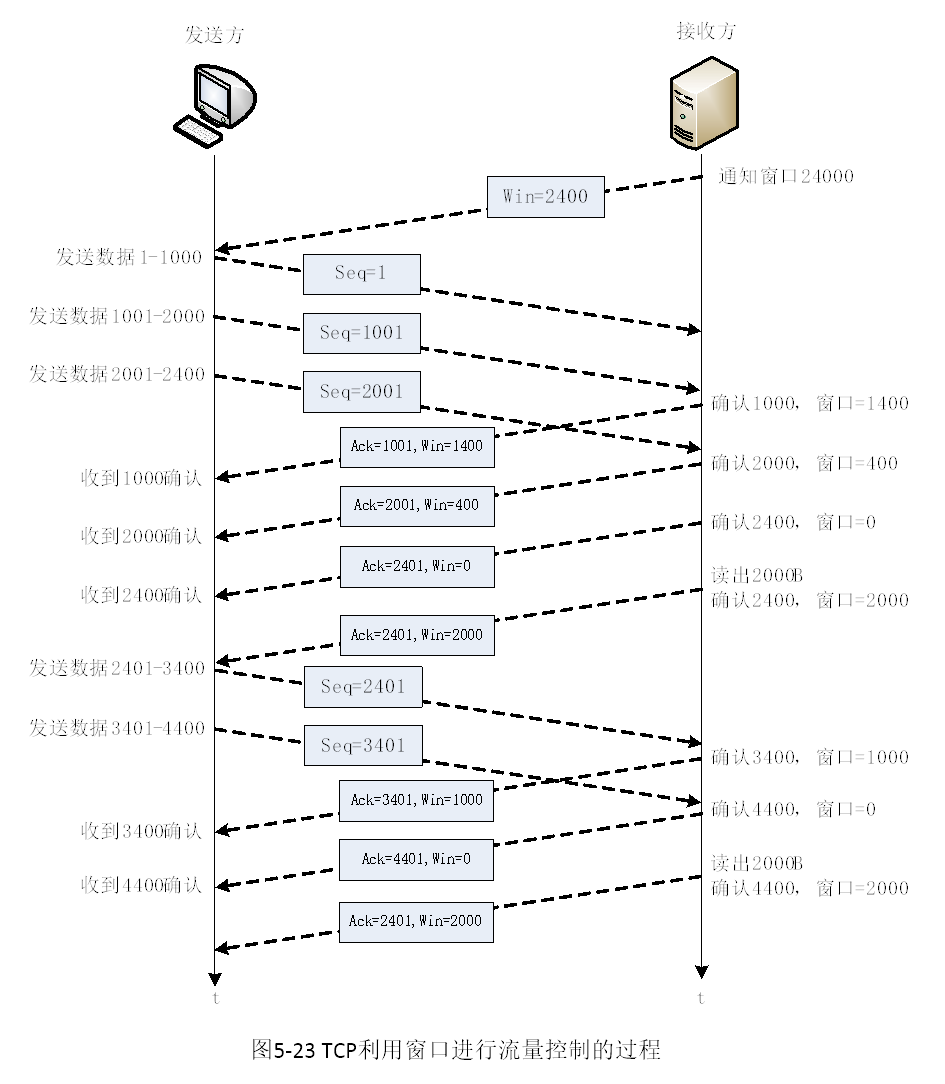 发送方
接收方
通知窗口24000
Win=2400
发送数据1-1000
Seq=1
发送数据1001-2000
Seq=1001
发送数据2001-2400
Seq=2001
确认1000，窗口=1400
Ack=1001,Win=1400
收到1000确认
确认2000，窗口=400
Ack=2001,Win=400
收到2000确认
确认2400，窗口=0
Ack=2401,Win=0
收到2400确认
读出2000B
确认2400，窗口=2000
Ack=2401,Win=2000
发送数据2401-3400
Seq=2401
发送数据3401-4400
Seq=3401
确认3400，窗口=1000
Ack=3401,Win=1000
收到3400确认
确认4400，窗口=0
Ack=4401,Win=0
收到4400确认
读出2000B
确认4400，窗口=2000
Ack=2401,Win=2000
t
t
图5-23 TCP利用窗口进行流量控制的过程